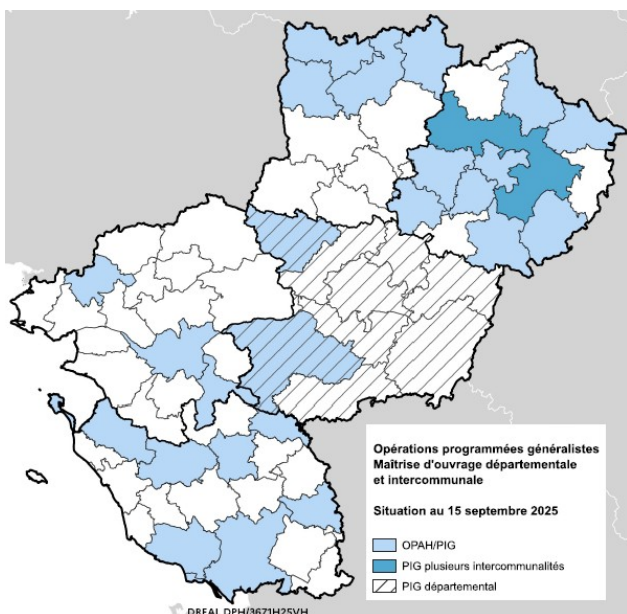 Opérations programmées généralistes
Maîtrise d'ouvrage départementale
et intercommunale
Situation au 15 septembre 2025
OPAH/PIG
PIG plusieurs intercommunalités
PIG départemental
DREAL DPH/3671H25VH